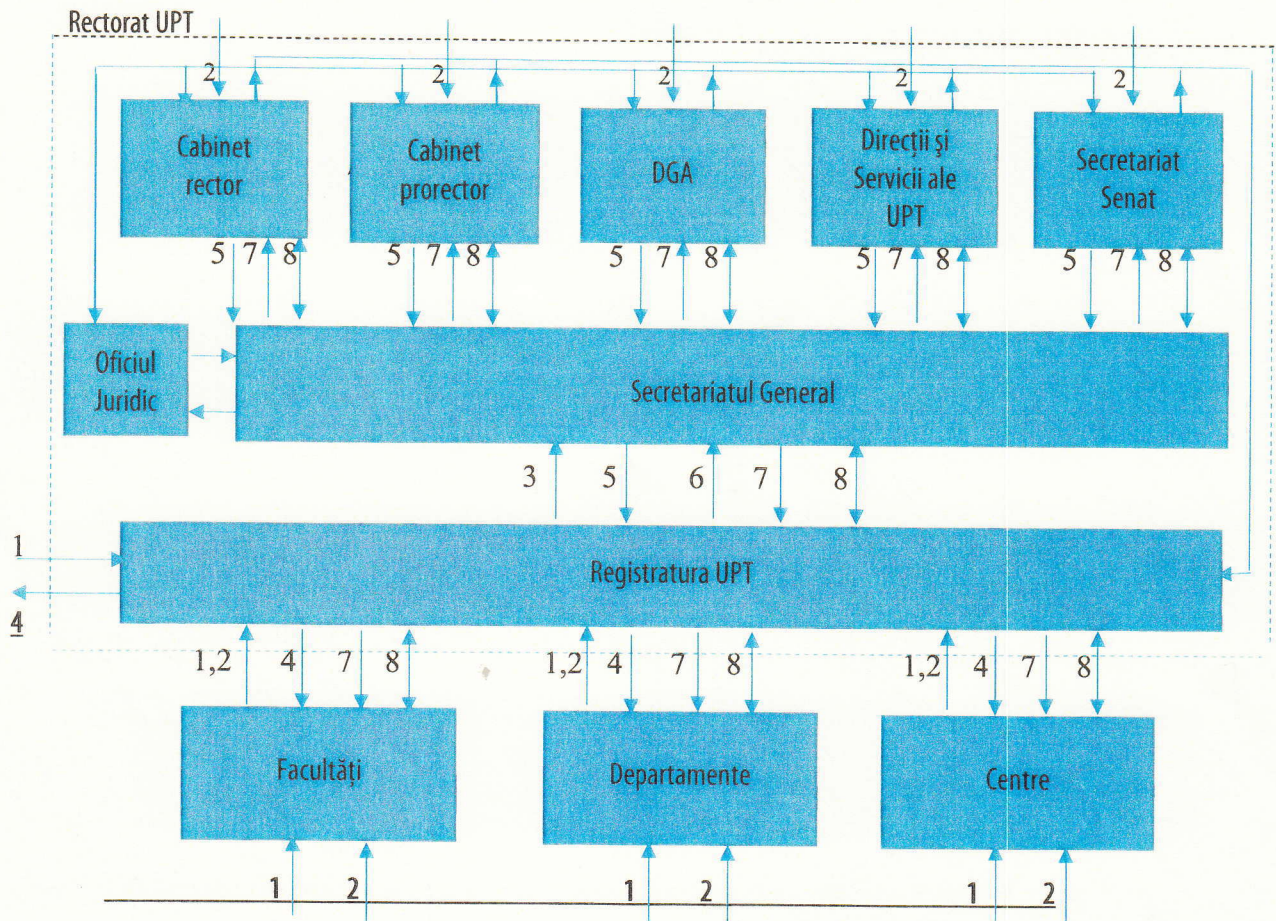 Rectorat UPT
2 2 2 2 2
Cabinet
rector
Cabinet
prorector
DGA
Direcții și
Servicii ale
UPT
Secretariat
Senat
5 7 8 5 7 8 5 7 8 5 7 8 5 7 8
Oficiul
Juridic
Secretariatul General
3 5 6 7 8
1
Registratura UPT
4
1,2 4 7 8 1,2 4 7 8 1,2 4 7 8
Facultăți
Departamente
Centre
1 2 1 2 1 2